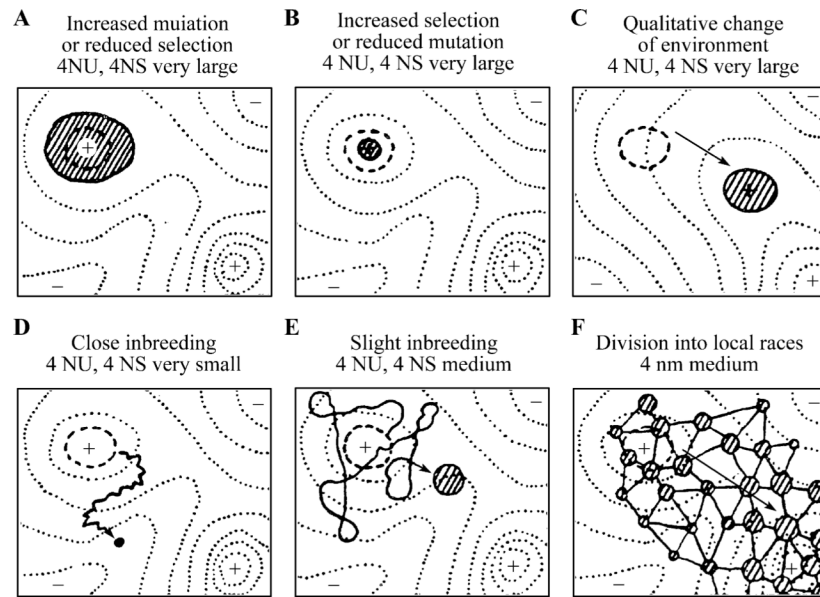 A
Increased muiation
or reduced selection
4NU, 4NS very large
B
Increased selection
or reduced mutation
4 NU, 4 NS very large
C
Qualitative change
of environment
4 NU, 4 NS very large
−
+
+
−
−
+
+
−
−
+
+
−
D
Close inbreeding
4 NU, 4 NS very small
E
Slight inbreeding
4 NU, 4 NS medium
F
Division into local races
4 nm medium
−
+
+
−
−
+
+
−
−
+
+
−